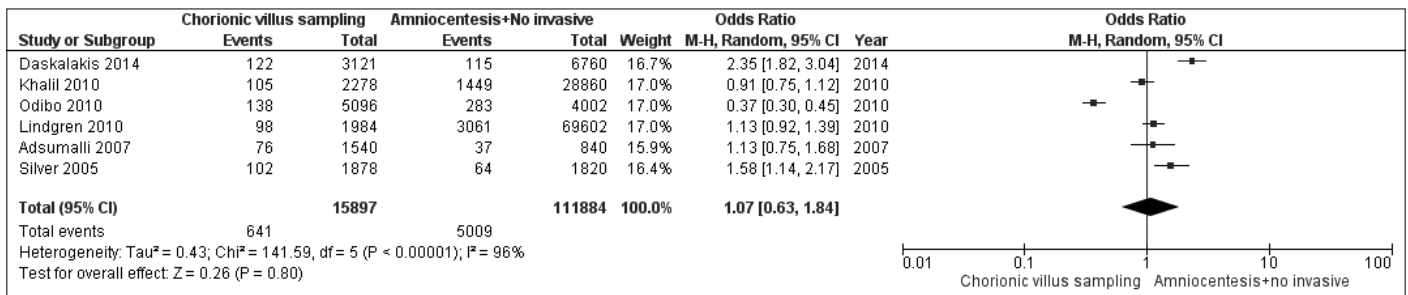 Chorionic villus sampling Amniocentesis+No invasive Odds Ratio Odds Ratio
Study or Subgroup Events Total Events Total Weight M-H, Random, 95% CI Year M-H, Random, 95% CI
Daskalakis 2014 122 3121 115 6760 16.7% 2.35 [1.82, 3.04] 2014
Khalil 2010 105 2278 1449 28860 17.0% 0.91 [0.75, 1.12] 2010
Odibo 2010 138 5096 283 4002 17.0% 0.37 [0.30, 0.45] 2010
Lindgren 2010 98 1984 3061 69602 17.0% 1.13 [0.92, 1.39] 2010
Adsumalli 2007 76 1540 37 840 15.9% 1.13 [0.75, 1.68] 2007
Silver 2005 102 1878 64 1820 16.4% 1.58 [1.14, 2.17] 2005
Total (95% CI) 15897 111884 100.0% 1.07 [0.63, 1.84]
Total events 641 5009
Heterogeneity: Tau² = 0.43; Chi² = 141.59, df = 5 (P < 0.00001); I² = 96%
Test for overall effect: Z = 0.26 (P = 0.80)
0.01 0.1 1 10 100
Chorionic villus sampling Amniocentesis+no invasive